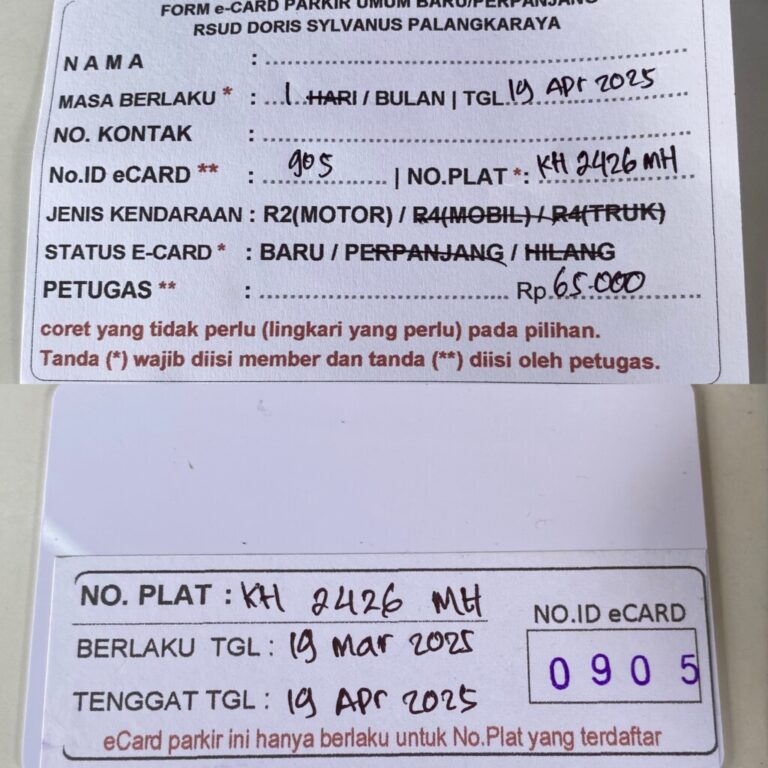 FORM e-CARD PARKIR UMUM BARU/PERPANJANG
RSUD DORIS SYLVANUS PALANGKARAYA
NAMA :
MASA BERLAKU * : 1 HARI / BULAN | TGL 19 Apr 2025
NO. KONTAK :
No.ID eCARD ** : 905 | NO.PLAT *: KH 2426 MH
JENIS KENDARAAN : R2(MOTOR) / R4(MOBIL) / R4(TRUK)
STATUS E-CARD * : BARU / PERPANJANG / HILANG
PETUGAS ** : Rp 65.000
coret yang tidak perlu (lingkari yang perlu) pada pilihan.
Tanda (*) wajib diisi member dan tanda (**) diisi oleh petugas.
NO. PLAT : KH 2426 MH
BERLAKU TGL : 19 Mar 2025
TENGGAT TGL : 19 Apr 2025
NO.ID eCARD
0905
eCard parkir ini hanya berlaku untuk No.Plat yang terdaftar